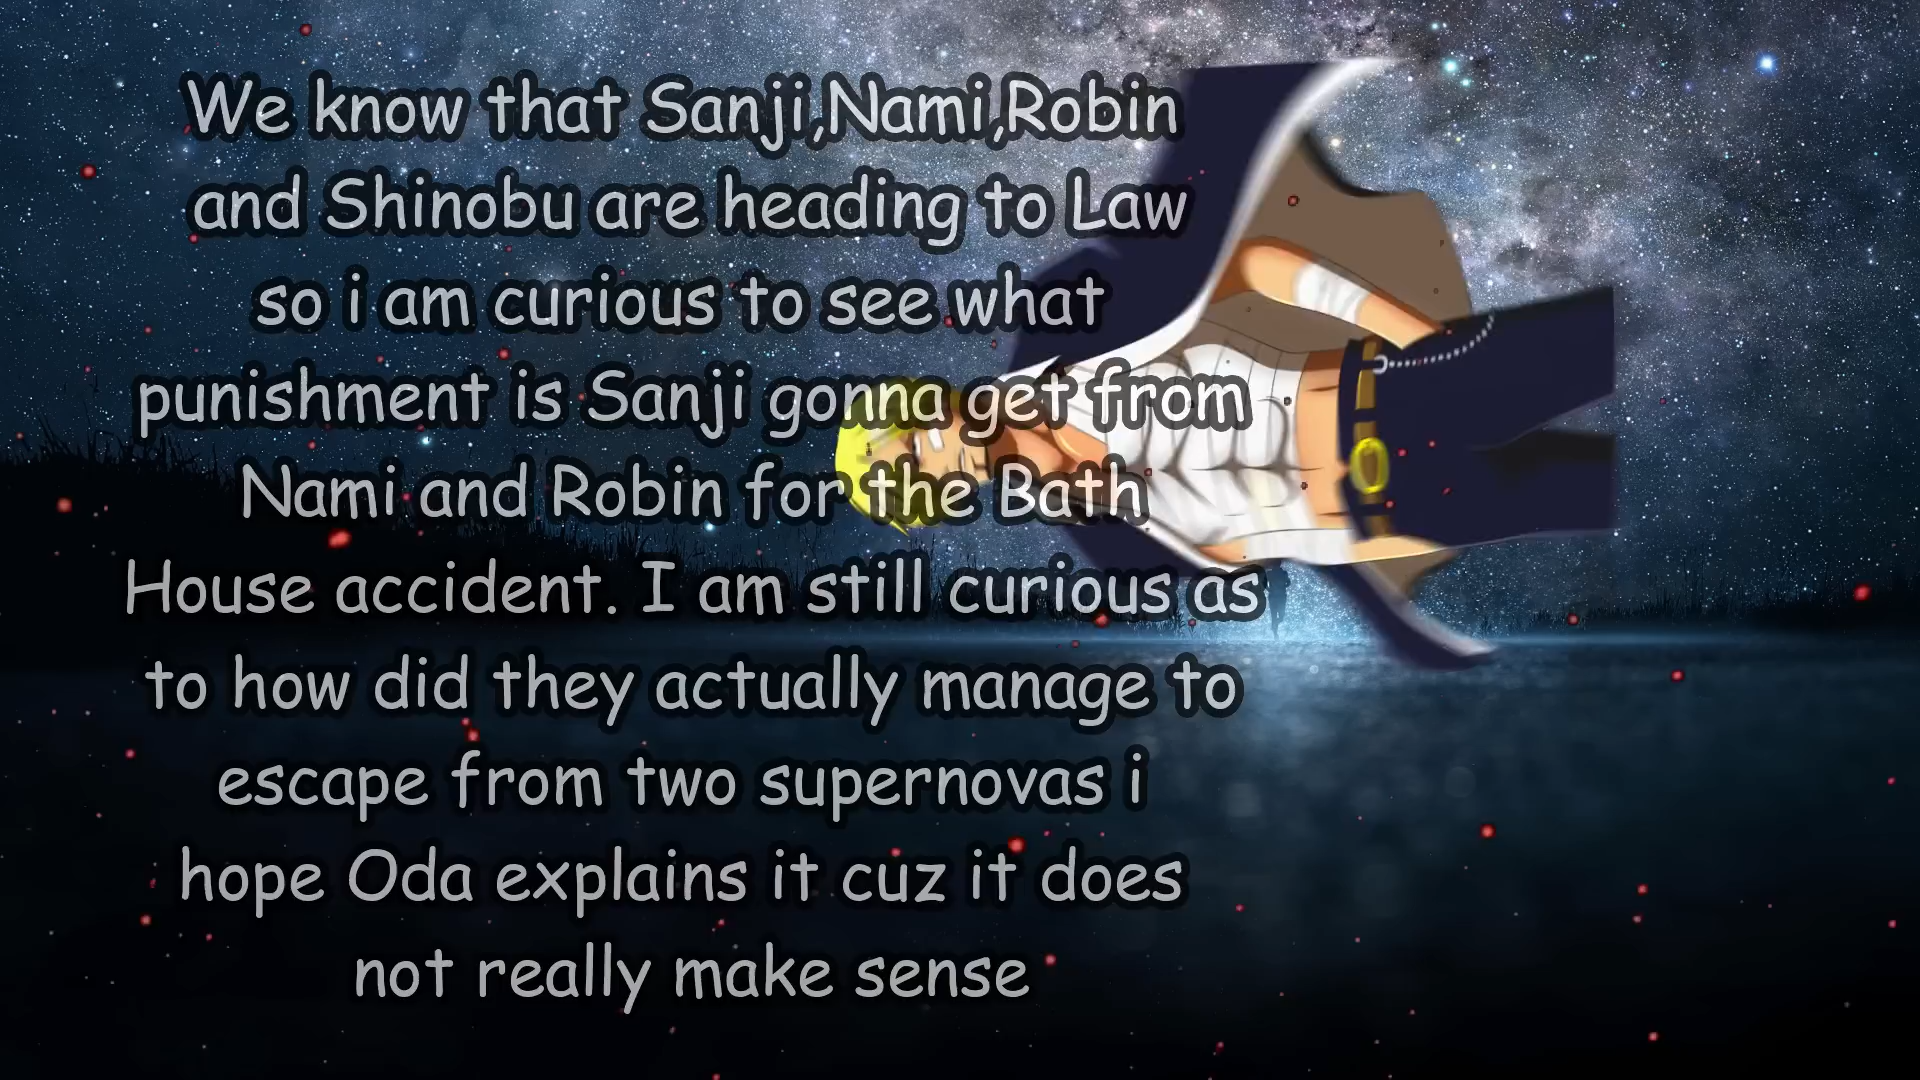 We know that Sanji,Nami,Robin
and Shinobu are heading to Law
so i am curious to see what
punishment is Sanji gonna get from
Nami and Robin for the Bath
House accident. I am still curious as
to how did they actually manage to
escape from two supernovas i
hope Oda explains it cuz it does
not really make sense